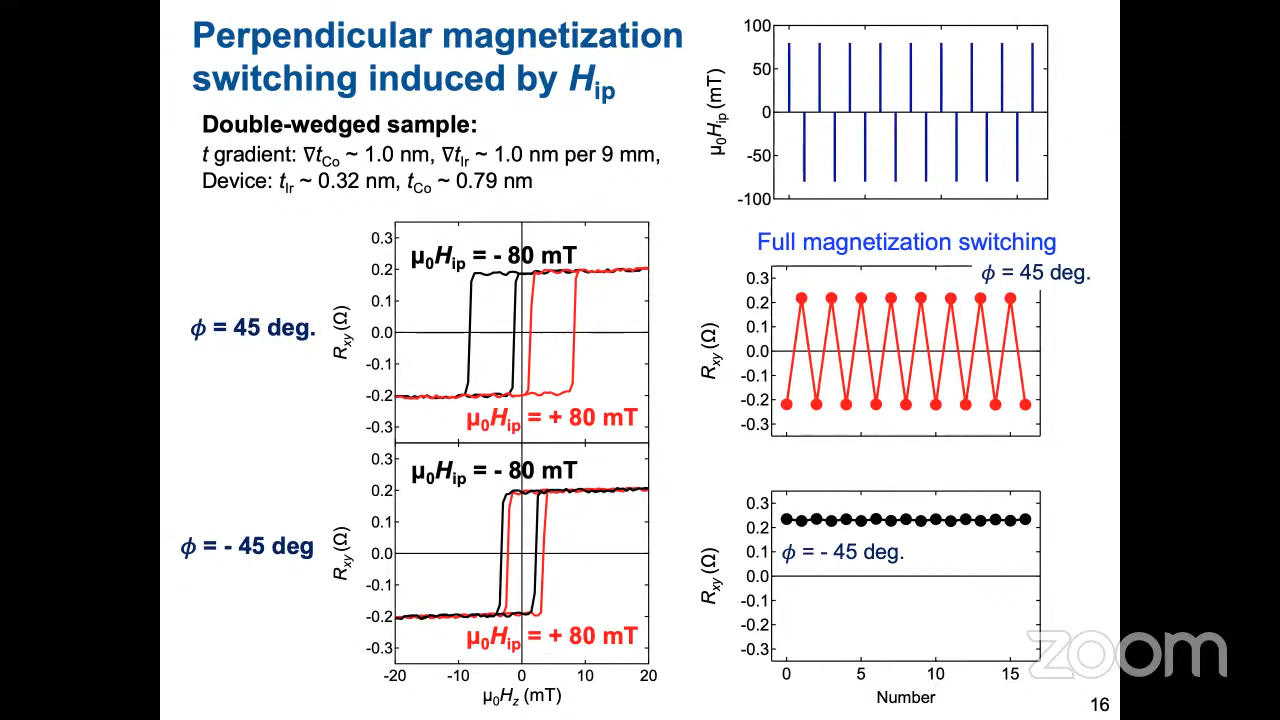 Perpendicular magnetization
switching induced by Hip
Double-wedged sample:
t gradient: ∇tCo ~ 1.0 nm, ∇tIr ~ 1.0 nm per 9 mm,
Device: tIr ~ 0.32 nm, tCo ~ 0.79 nm
100
50
0
-50
-100
μ0Hip (mT)
ϕ = 45 deg.
0.3
0.2
0.1
0.0
-0.1
-0.2
-0.3
Rxy (Ω)
μ0Hip = - 80 mT
μ0Hip = + 80 mT
ϕ = - 45 deg
0.3
0.2
0.1
0.0
-0.1
-0.2
-0.3
Rxy (Ω)
μ0Hip = - 80 mT
μ0Hip = + 80 mT
-20 -10 0 10 20
μ0Hz (mT)
Full magnetization switching
ϕ = 45 deg.
0.3
0.2
0.1
0.0
-0.1
-0.2
-0.3
Rxy (Ω)
0.3
0.2
0.1
0.0
-0.1
-0.2
-0.3
Rxy (Ω)
ϕ = - 45 deg.
0 5 10 15
Number
zoom
16